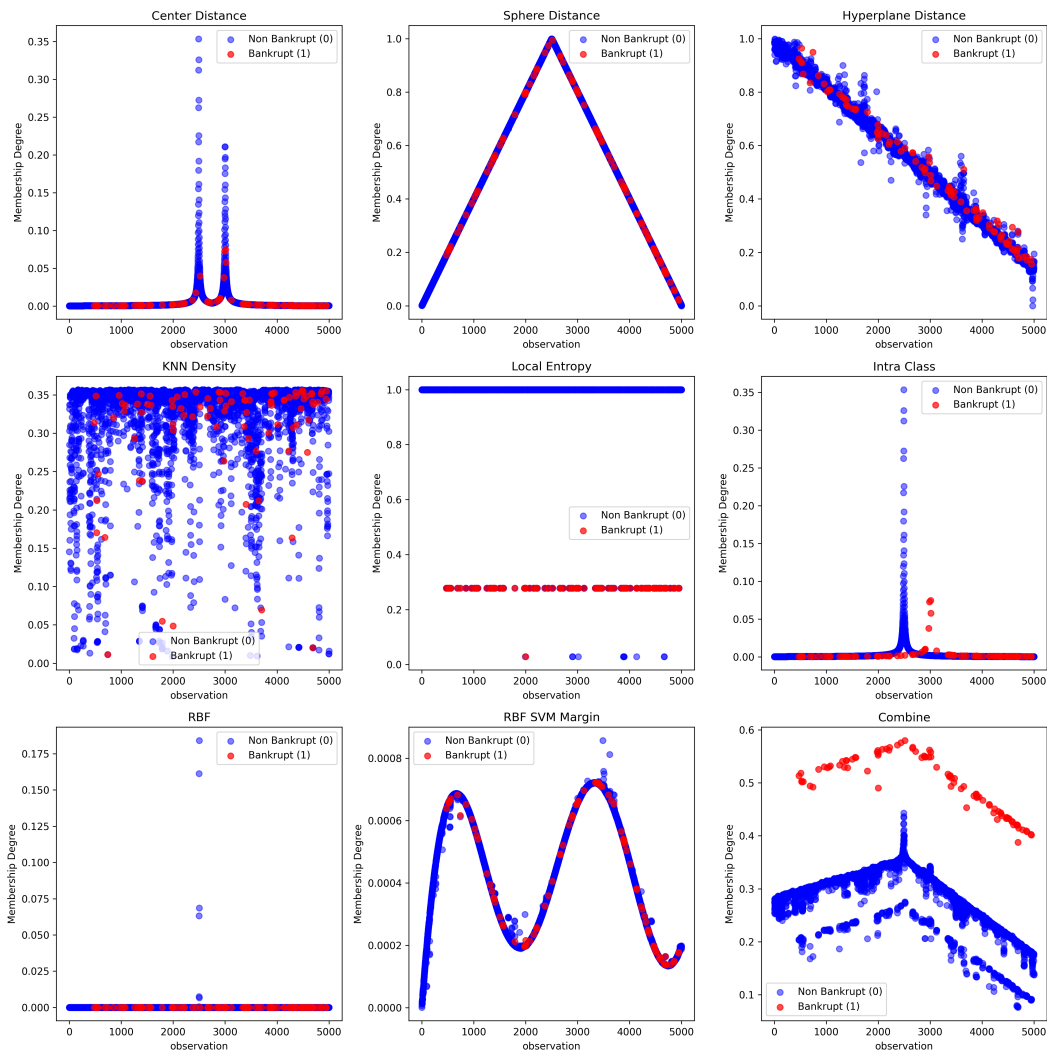 Center Distance
Membership Degree
0.35
0.30
0.25
0.20
0.15
0.10
0.05
0.00
Non Bankrupt (0)
Bankrupt (1)
0 1000 2000 3000 4000 5000
observation
Sphere Distance
Membership Degree
1.0
0.8
0.6
0.4
0.2
0.0
Non Bankrupt (0)
Bankrupt (1)
0 1000 2000 3000 4000 5000
observation
Hyperplane Distance
Membership Degree
1.0
0.8
0.6
0.4
0.2
0.0
Non Bankrupt (0)
Bankrupt (1)
0 1000 2000 3000 4000 5000
observation
KNN Density
Membership Degree
0.35
0.30
0.25
0.20
0.15
0.10
0.05
0.00
Non Bankrupt (0)
Bankrupt (1)
0 1000 2000 3000 4000 5000
observation
Local Entropy
Membership Degree
1.0
0.8
0.6
0.4
0.2
0.0
Non Bankrupt (0)
Bankrupt (1)
0 1000 2000 3000 4000 5000
observation
Intra Class
Membership Degree
0.35
0.30
0.25
0.20
0.15
0.10
0.05
0.00
Non Bankrupt (0)
Bankrupt (1)
0 1000 2000 3000 4000 5000
observation
RBF
Membership Degree
0.175
0.150
0.125
0.100
0.075
0.050
0.025
0.000
Non Bankrupt (0)
Bankrupt (1)
0 1000 2000 3000 4000 5000
observation
RBF SVM Margin
Membership Degree
0.0008
0.0006
0.0004
0.0002
0.0000
Non Bankrupt (0)
Bankrupt (1)
0 1000 2000 3000 4000 5000
observation
Combine
Membership Degree
0.6
0.5
0.4
0.3
0.2
0.1
Non Bankrupt (0)
Bankrupt (1)
0 1000 2000 3000 4000 5000
observation